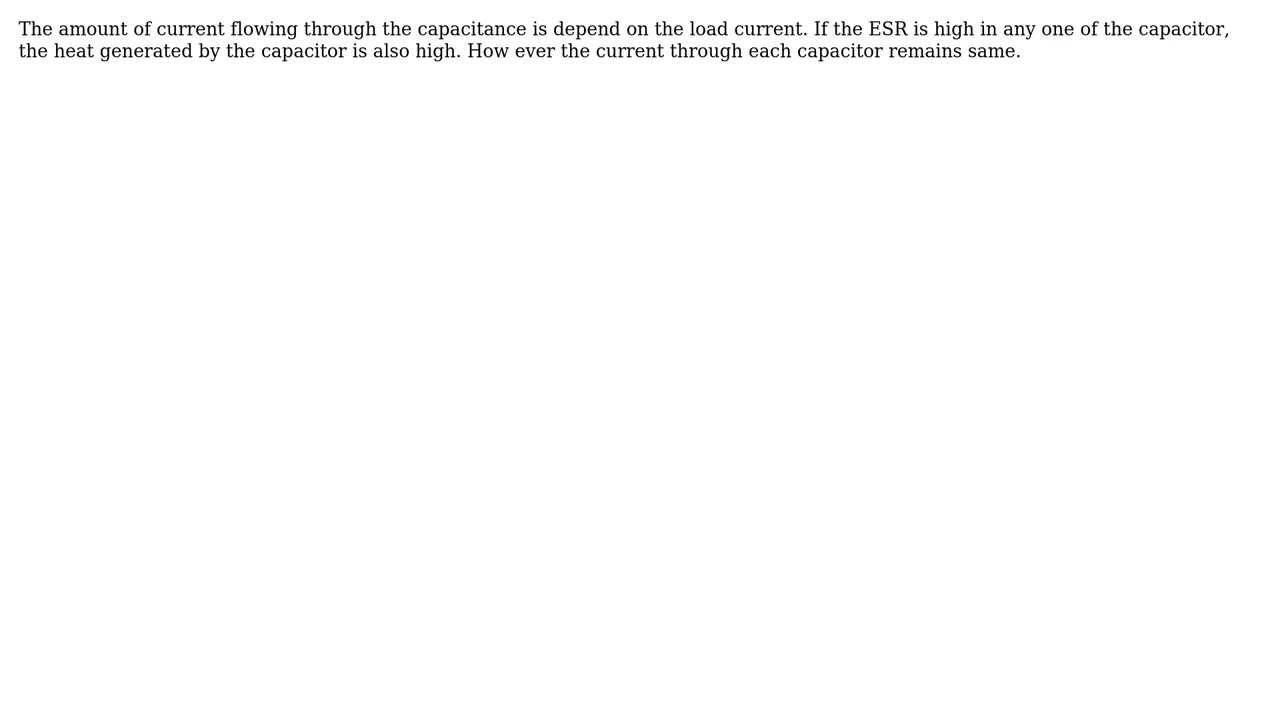 The amount of current flowing through the capacitance is depend on the load current. If the ESR is high in any one of the capacitor,
the heat generated by the capacitor is also high. How ever the current through each capacitor remains same.